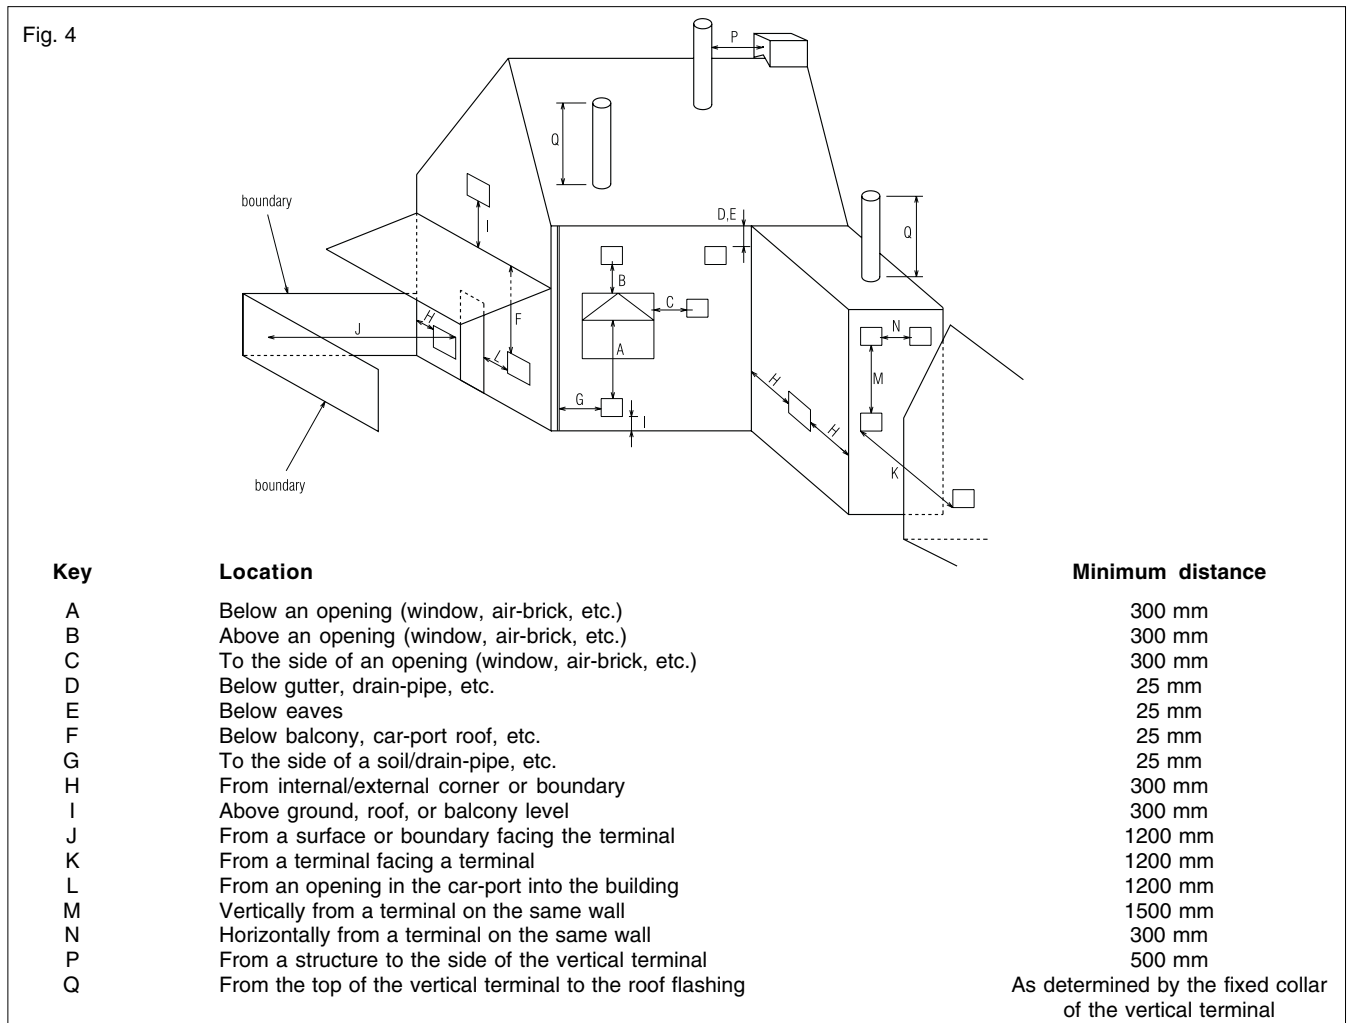 Fig. 4
P
Q
boundary
I
D,E
Q
B
C
H
F
J
N
L
A
M
H
G
I
H
K
boundary
Key Location Minimum distance
A Below an opening (window, air-brick, etc.) 300 mm
B Above an opening (window, air-brick, etc.) 300 mm
C To the side of an opening (window, air-brick, etc.) 300 mm
D Below gutter, drain-pipe, etc. 25 mm
E Below eaves 25 mm
F Below balcony, car-port roof, etc. 25 mm
G To the side of a soil/drain-pipe, etc. 25 mm
H From internal/external corner or boundary 300 mm
I Above ground, roof, or balcony level 300 mm
J From a surface or boundary facing the terminal 1200 mm
K From a terminal facing a terminal 1200 mm
L From an opening in the car-port into the building 1200 mm
M Vertically from a terminal on the same wall 1500 mm
N Horizontally from a terminal on the same wall 300 mm
P From a structure to the side of the vertical terminal 500 mm
Q From the top of the vertical terminal to the roof flashing As determined by the fixed collar
of the vertical terminal